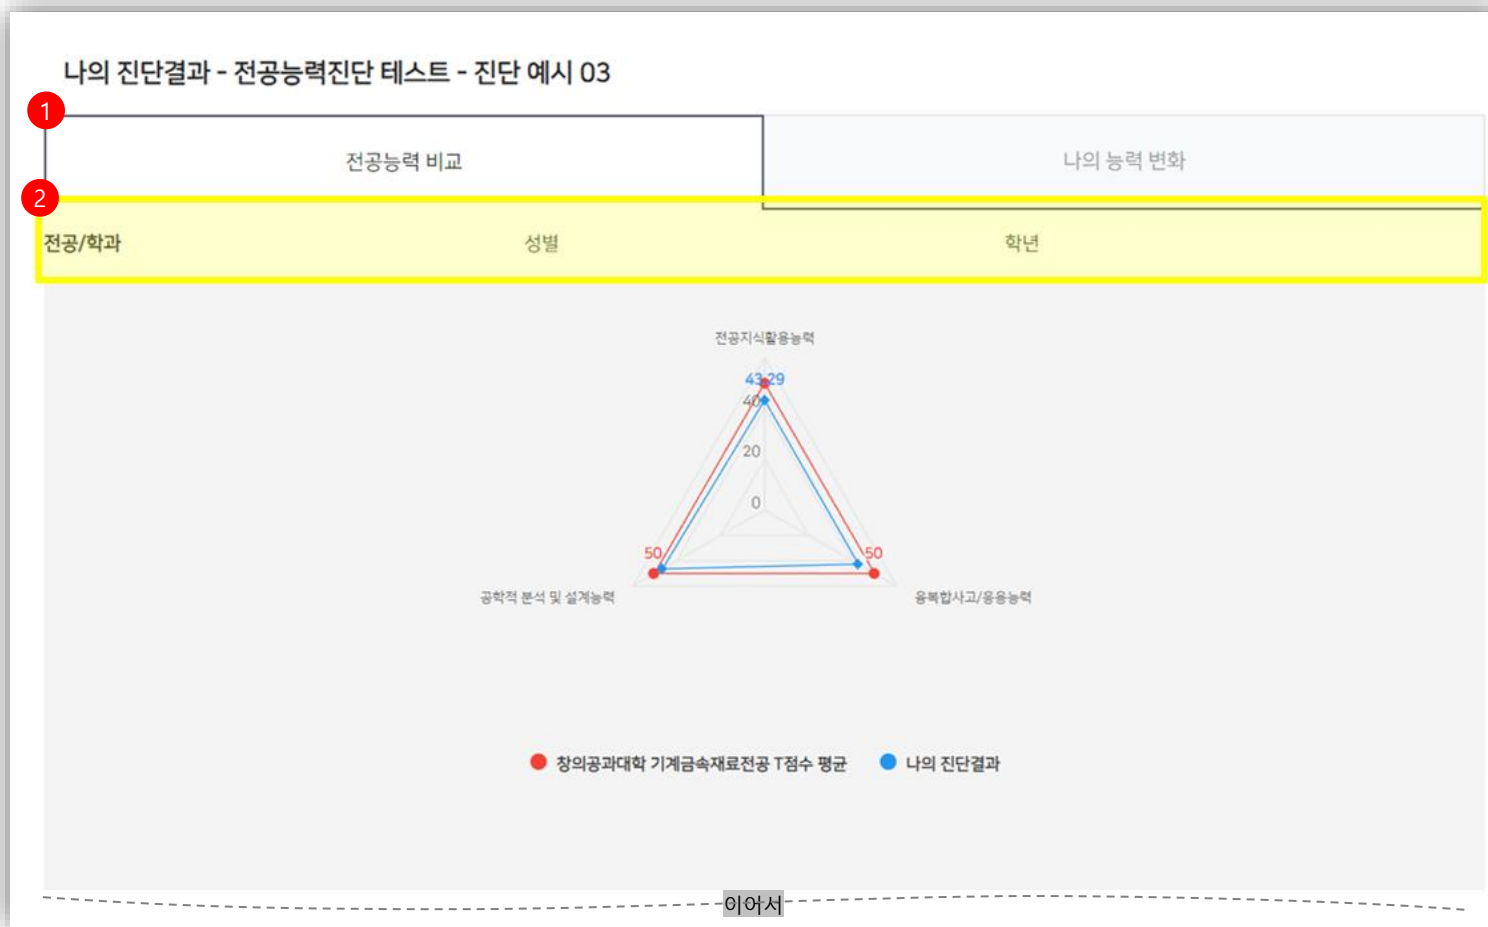 나의 진단결과 - 전공능력진단 테스트 - 진단 예시 03
1
전공능력 비교
나의 능력 변화
2
전공/학과
성별
학년
전공지식활용능력
43.29
40
20
0
50
50
공학적 분석 및 설계능력
융복합사고/응용능력
창의공과대학 기계금속재료전공 T점수 평균
나의 진단결과
이어서